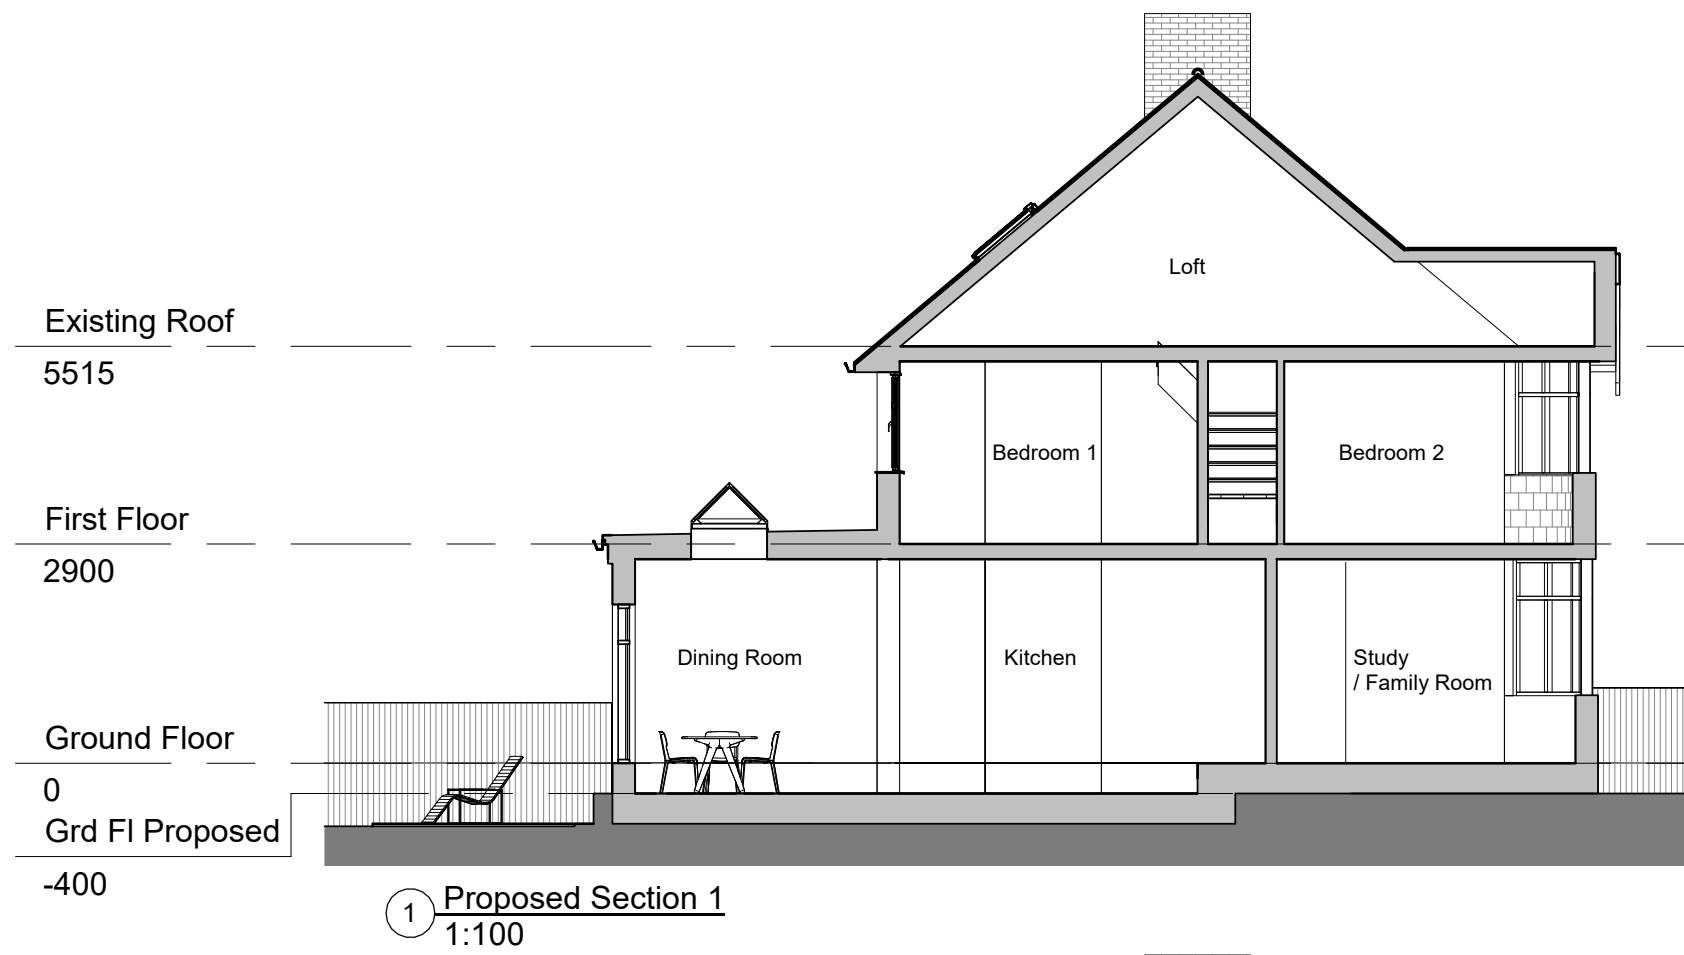 Loft
Existing Roof
5515
Bedroom 1
Bedroom 2
First Floor
2900
Dining Room
Kitchen
Study
/ Family Room
Ground Floor
0
Grd Fl Proposed
-400
1
Proposed Section 1
1:100